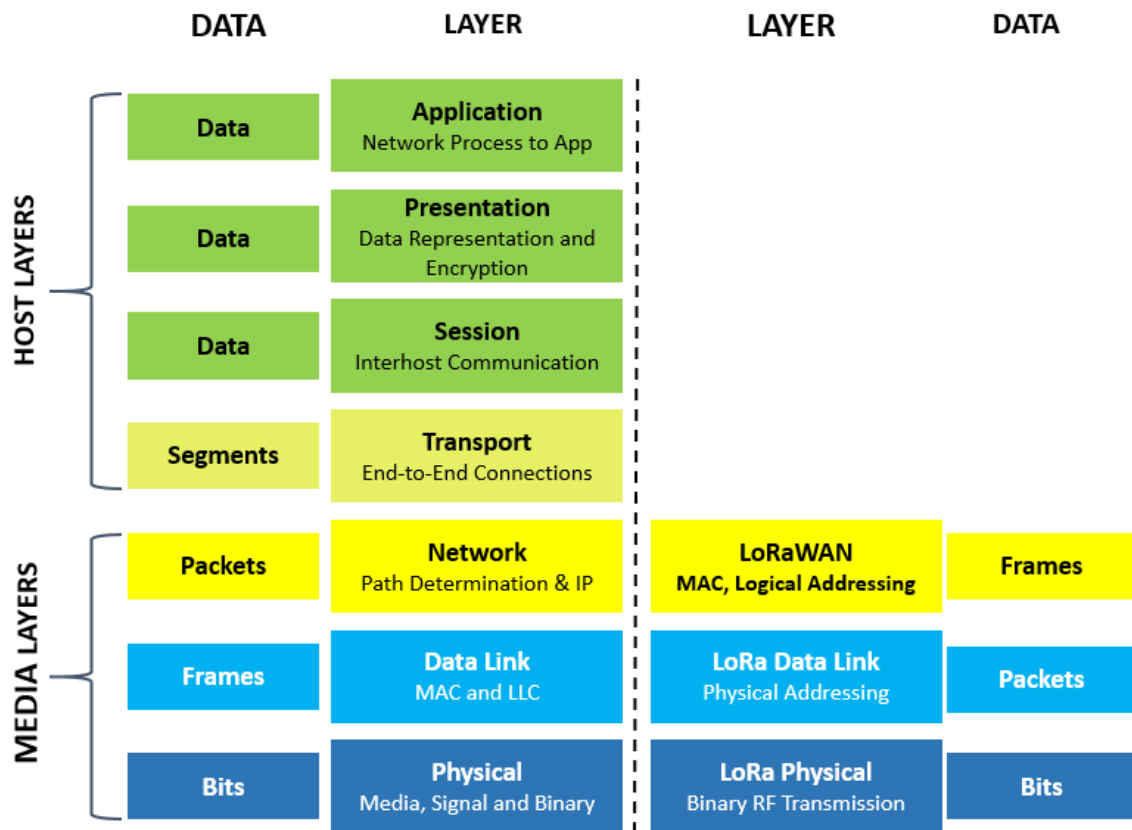 DATA LAYER LAYER DATA
HOST LAYERS
Data
Application
Network Process to App
Data
Presentation
Data Representation and
Encryption
Data
Session
Interhost Communication
Segments
Transport
End-to-End Connections
MEDIA LAYERS
Packets
Network
Path Determination & IP
LoRaWAN
MAC, Logical Addressing
Frames
Frames
Data Link
MAC and LLC
LoRa Data Link
Physical Addressing
Packets
Bits
Physical
Media, Signal and Binary
LoRa Physical
Binary RF Transmission
Bits